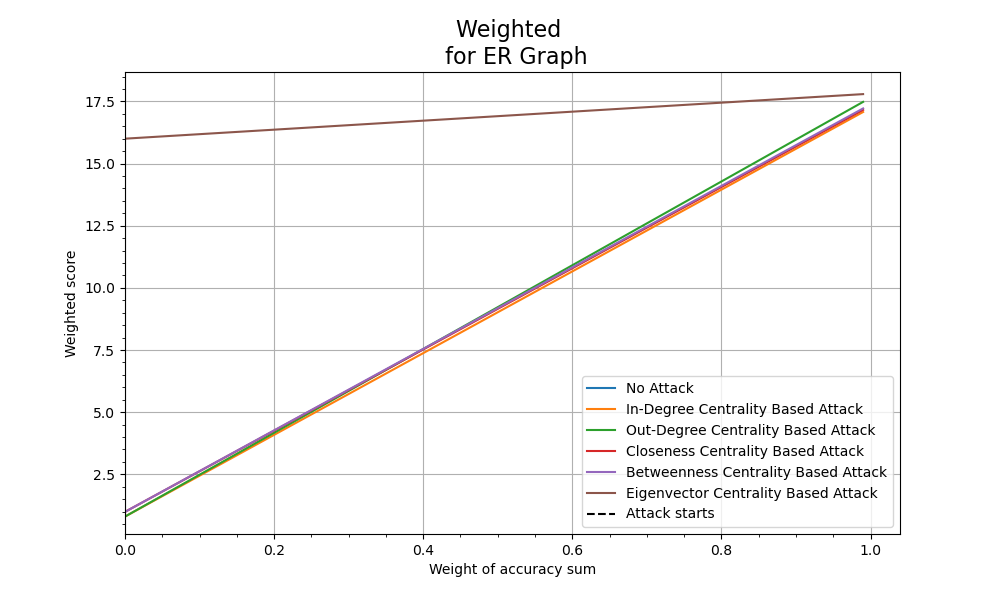 Weighted
for ER Graph
17.5
15.0
12.5
10.0
7.5
5.0
2.5
Weighted score
No Attack
In-Degree Centrality Based Attack
Out-Degree Centrality Based Attack
Closeness Centrality Based Attack
Betweenness Centrality Based Attack
Eigenvector Centrality Based Attack
Attack starts
0.0 0.2 0.4 0.6 0.8 1.0
Weight of accuracy sum